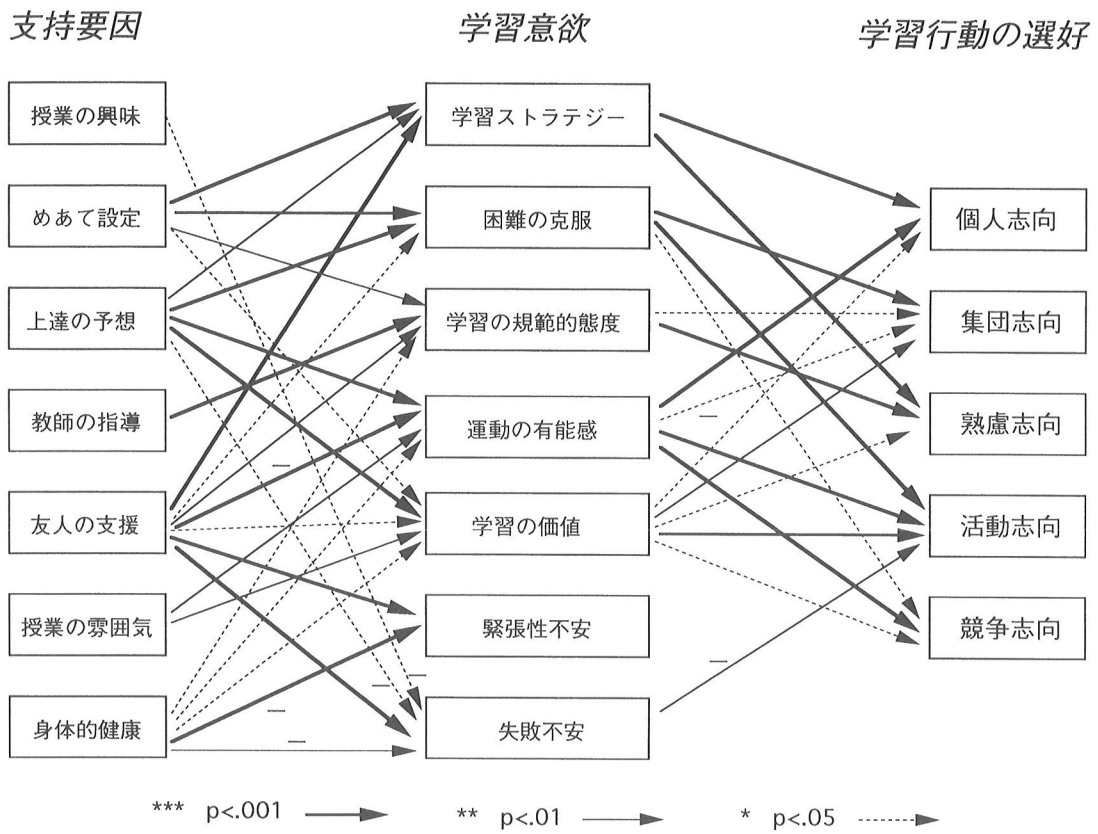 支持要因
学習意欲
学習行動の選好
授業の興味
めあて設定
上達の予想
教師の指導
友人の支援
授業の雰囲気
身体的健康
学習ストラテジー
困難の克服
学習の規範的態度
運動の有能感
学習の価値
緊張性不安
失敗不安
個人志向
集団志向
熟慮志向
活動志向
競争志向
*** p<.001
** p<.01
* p<.05